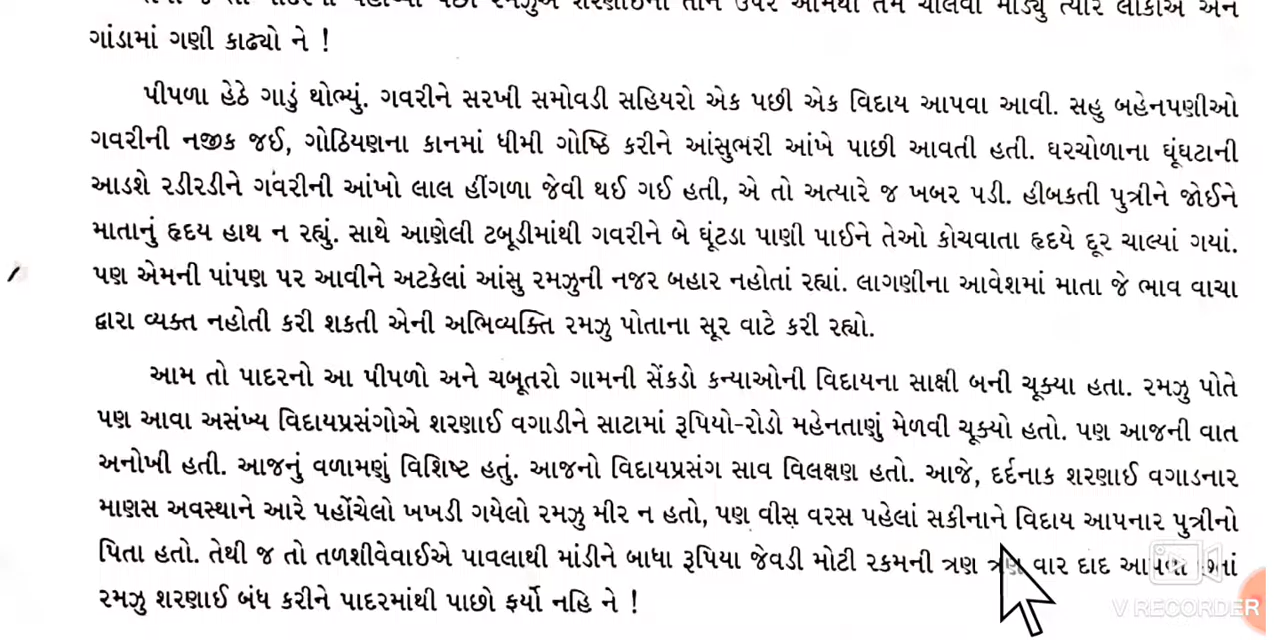 ગાંડામાં ગણી કાઢ્યો ને !
પીપળા હેઠે ગાડું થોભ્યું. ગવરીને સરખી સમોવડી સહિયરો એક પછી એક વિદાય આપવા આવી. સહુ બહેનપણીઓ
ગવરીની નજીક જઈ, ગોઠિયણના કાનમાં ધીમી ગોષ્ઠિ કરીને આંસુભરી આંખે પાછી આવતી હતી. ઘરચોળાના ઘૂંઘટાની
આડશે રડીરડીને ગવરીની આંખો લાલ હીંગળા જેવી થઈ ગઈ હતી, એ તો અત્યારે જ ખબર પડી. હીબકતી પુત્રીને જોઈને
માતાનું હૃદય હાથ ન રહ્યું. સાથે આણેલી ટબૂડીમાંથી ગવરીને બે ઘૂંટડા પાણી પાઈને તેઓ કોચવાતા હૃદયે દૂર ચાલ્યાં ગયાં.
પણ એમની પાંપણ પર આવીને અટકેલાં આંસુ રમઝુની નજર બહાર નહોતાં રહ્યાં. લાગણીના આવેશમાં માતા જે ભાવ વાચા
દ્વારા વ્યક્ત નહોતી કરી શકતી એની અભિવ્યક્તિ રમઝુ પોતાના સૂર વાટે કરી રહ્યો.
આમ તો પાદરનો આ પીપળો અને ચબૂતરો ગામની સેંકડો કન્યાઓની વિદાયના સાક્ષી બની ચૂક્યા હતા. રમઝુ પોતે
પણ આવા અસંખ્ય વિદાયપ્રસંગોએ શરણાઈ વગાડીને સાટામાં રૂપિયો-રોડો મહેનતાણું મેળવી ચૂક્યો હતો. પણ આજની વાત
અનોખી હતી. આજનું વળામણું વિશિષ્ટ હતું. આજનો વિદાયપ્રસંગ સાવ વિલક્ષણ હતો. આજે, દર્દનાક શરણાઈ વગાડનાર
માણસ અવસ્થાને આરે પહોંચેલો ખખડી ગયેલો રમઝુ મીર ન હતો, પણ વીસ વરસ પહેલાં સકીનાને વિદાય આપનાર પુત્રીનો
પિતા હતો. તેથી જ તો તળશીવેવાઈએ પાવલાથી માંડીને બાધા રૂપિયા જેવડી મોટી રકમની ત્રણ ત્રણ વાર દાદ આપવા છતાં
રમઝુ શરણાઈ બંધ કરીને પાદરમાંથી પાછો ફર્યો નહિ ને !
V RECORDER